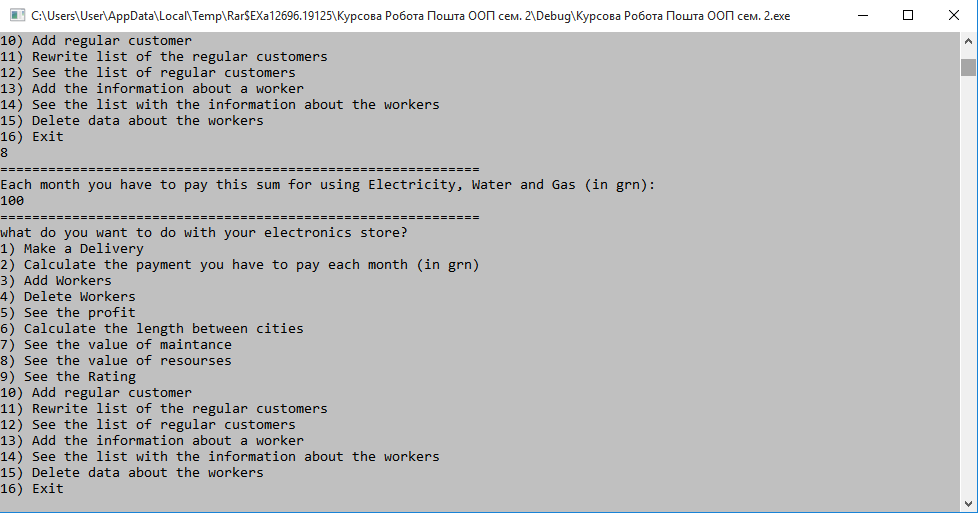 C:\Users\User\AppData\Local\Temp\Rar$EXa12696.19125\Курсова Робота Пошта ООП сем. 2\Debug\Курсова Робота Пошта ООП сем. 2.exe
10) Add regular customer
11) Rewrite list of the regular customers
12) See the list of regular customers
13) Add the information about a worker
14) See the list with the information about the workers
15) Delete data about the workers
16) Exit
8
============================================================
Each month you have to pay this sum for using Electricity, Water and Gas (in grn):
100
============================================================
what do you want to do with your electronics store?
1) Make a Delivery
2) Calculate the payment you have to pay each month (in grn)
3) Add Workers
4) Delete Workers
5) See the profit
6) Calculate the length between cities
7) See the value of maintance
8) See the value of resourses
9) See the Rating
10) Add regular customer
11) Rewrite list of the regular customers
12) See the list of regular customers
13) Add the information about a worker
14) See the list with the information about the workers
15) Delete data about the workers
16) Exit